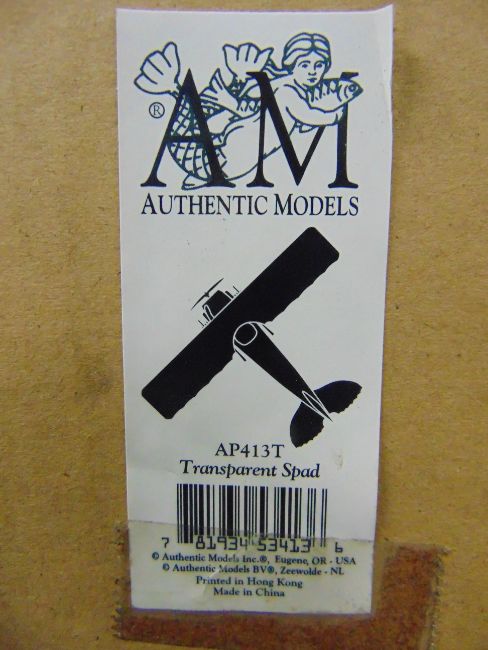 ® AM
AUTHENTIC MODELS
AP413T
Transparent Spad
7 81934 53413 6
© Authentic Models Inc.®, Eugene, OR - USA
© Authentic Models BV®, Zeewolde - NL
Printed in Hong Kong
Made in China